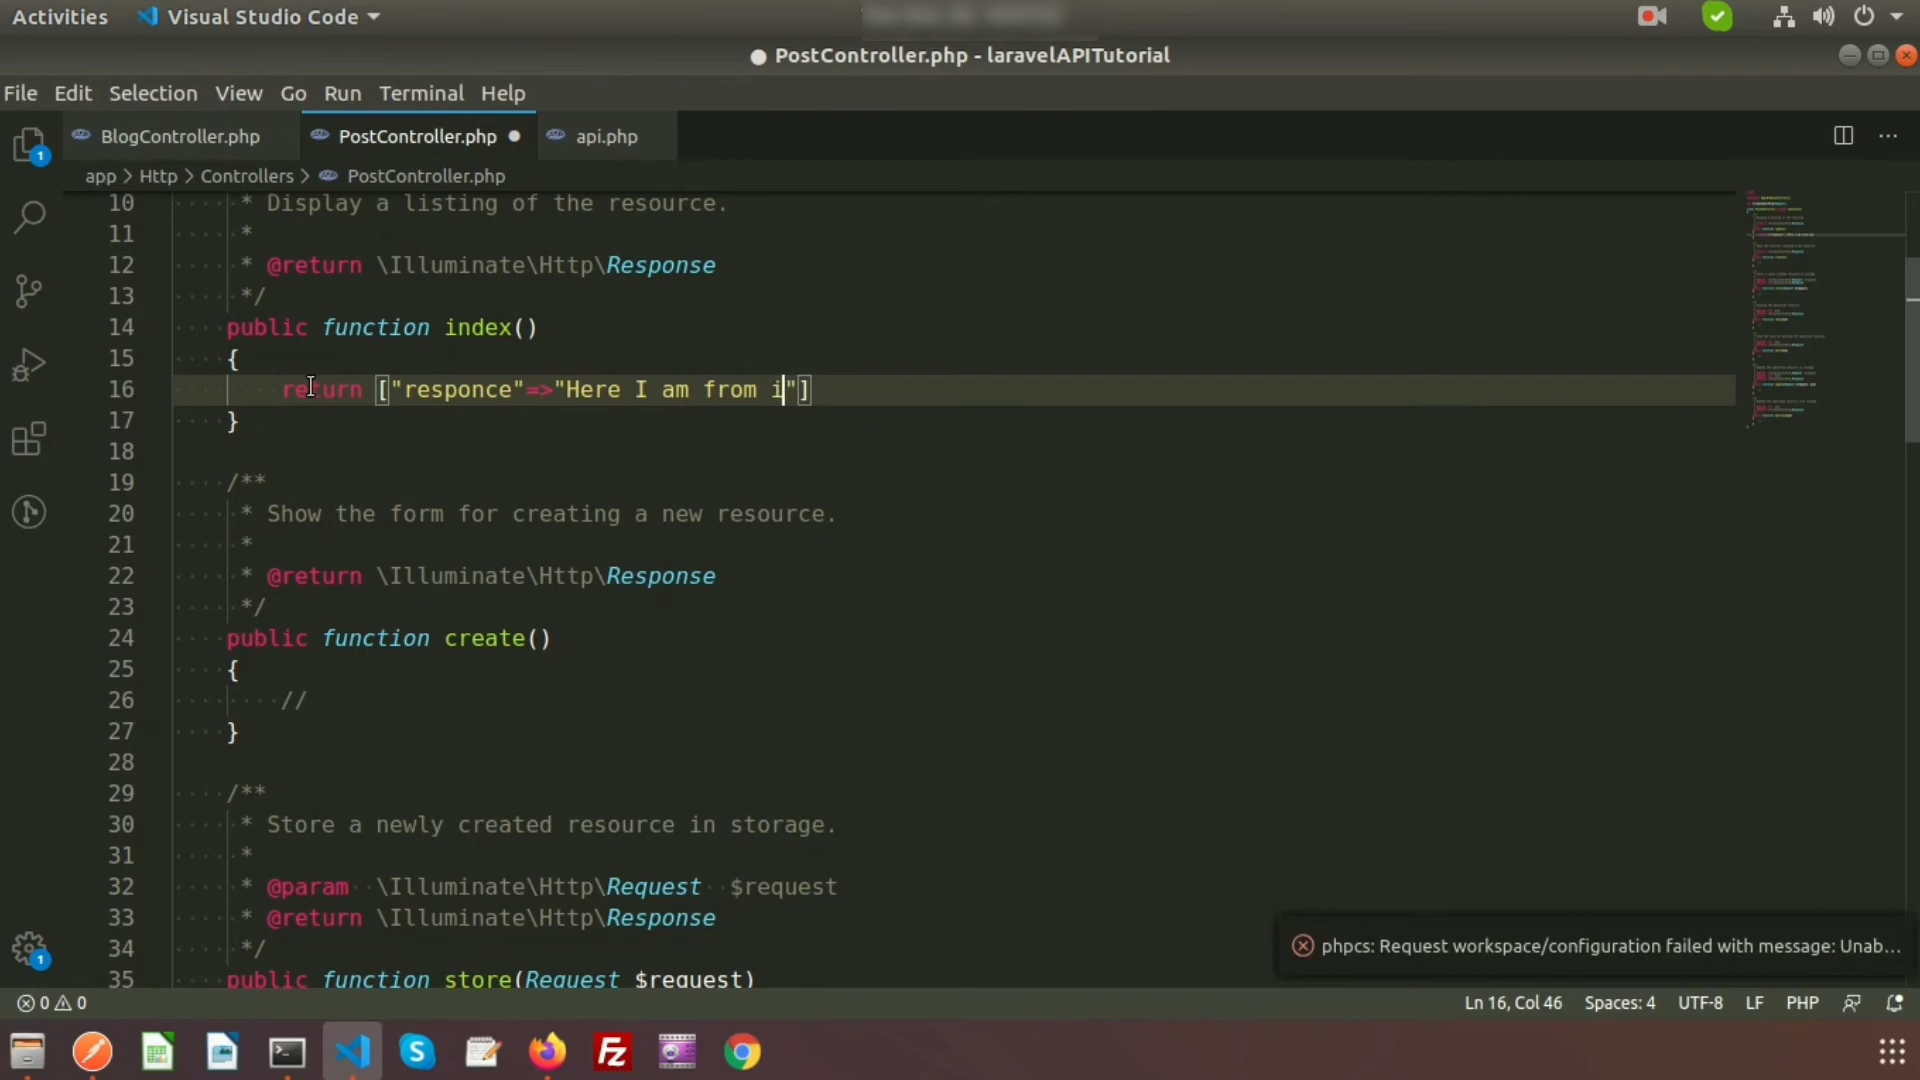 Activities Visual Studio Code
PostController.php - laravelAPITutorial
File Edit Selection View Go Run Terminal Help
BlogController.php PostController.php api.php
1
app > Http > Controllers > PostController.php
10 * Display a listing of the resource.
11 *
12 * @return \Illuminate\Http\Response
13 */
14 public function index()
15 {
16 return ["responce"=>"Here I am from i"]
17 }
18
19 /**
20 * Show the form for creating a new resource.
21 *
22 * @return \Illuminate\Http\Response
23 */
24 public function create()
25 {
26 //
27 }
28
29 /**
30 * Store a newly created resource in storage.
31 *
32 * @param \Illuminate\Http\Request $request
33 * @return \Illuminate\Http\Response
34 */
35 public function store(Request $request)
phpcs: Request workspace/configuration failed with message: Unab...
1
0 0 Ln 16, Col 46 Spaces: 4 UTF-8 LF PHP
S Fz